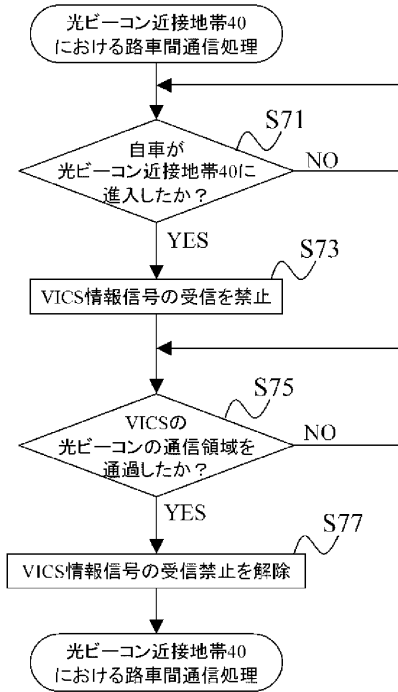 光ビーコン近接地帯40
における路車間通信処理
S71
自車が
光ビーコン近接地帯40に
進入したか？
NO
YES
S73
VICS情報信号の受信を禁止
S75
VICSの
光ビーコンの通信領域を
通過したか？
NO
YES
S77
VICS情報信号の受信禁止を解除
光ビーコン近接地帯40
における路車間通信処理